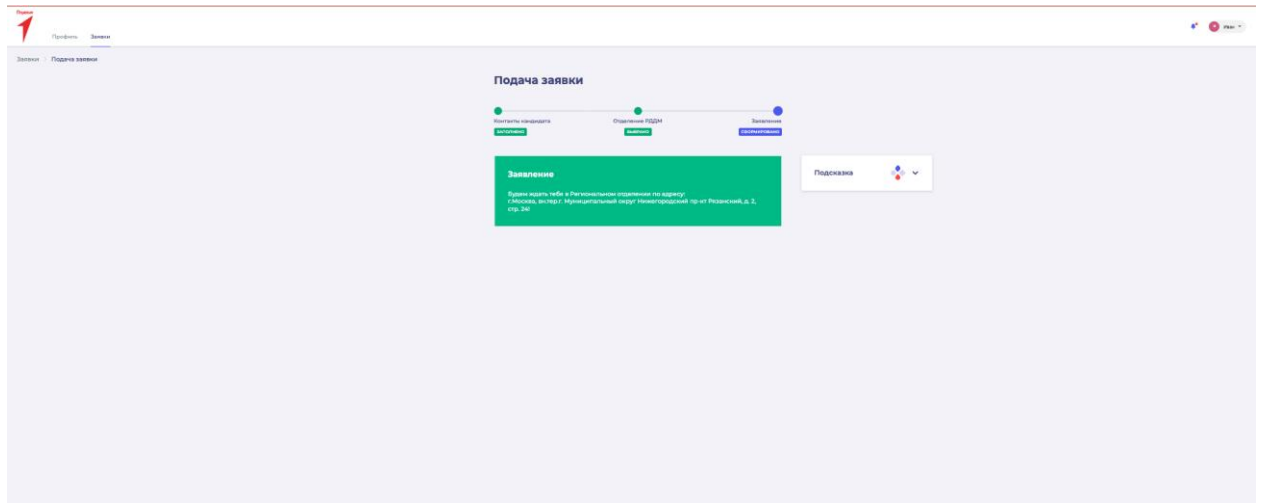 Профиль Заявки
Иван
Заявки / Подача заявки
Подача заявки
Контакты кандидата Отделение РДДМ Заявление
ЗАПОЛНЕНО ВЫБРАНО СФОРМИРОВАНО
Заявление
Подсказка
Будем ждать тебя в Региональном отделении по адресу:
г.Москва, вн.тер.г. Муниципальный округ Нижегородский пр-кт Рязанский, д. 2,
стр. 24!